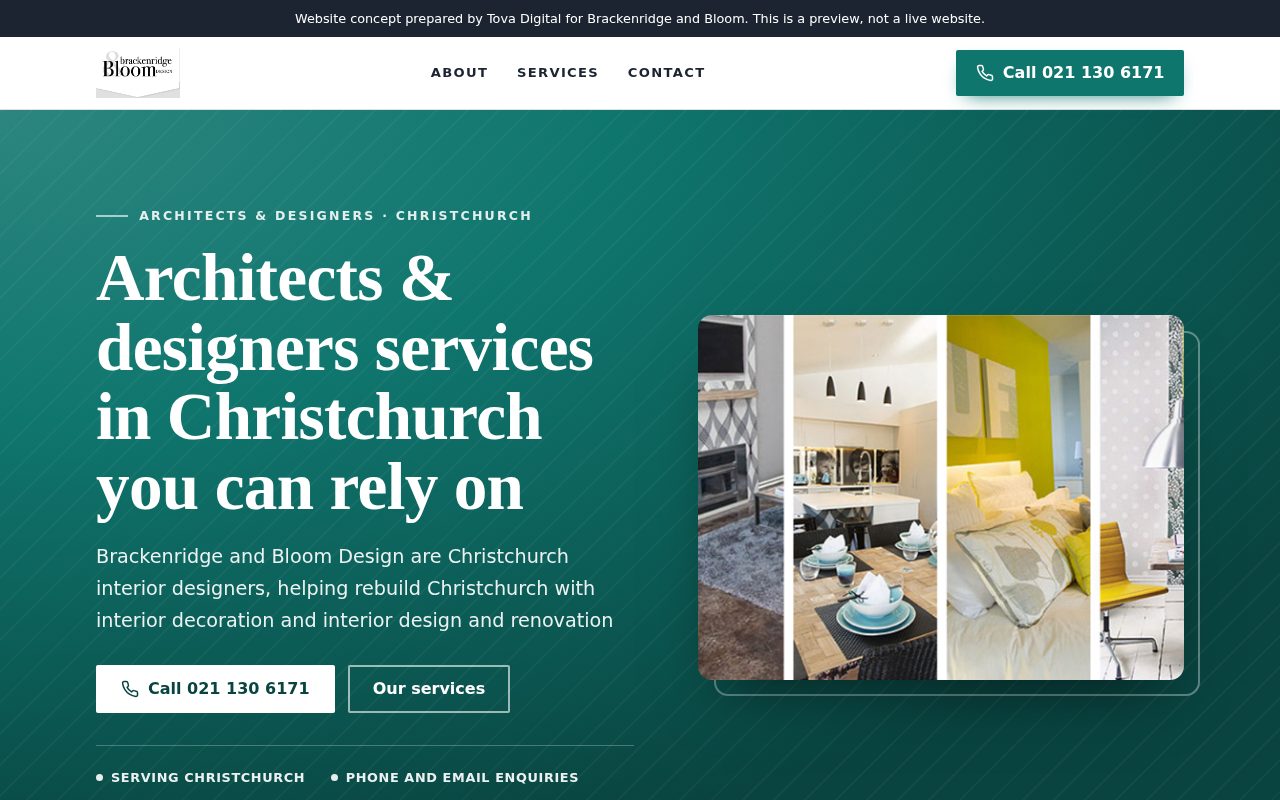 Website concept prepared by Tova Digital for Brackenridge and Bloom. This is a preview, not a live website.
brackenridge
Bloom DESIGN
ABOUT
SERVICES
CONTACT
Call 021 130 6171
ARCHITECTS & DESIGNERS · CHRISTCHURCH
Architects &
designers services
in Christchurch
you can rely on
Brackenridge and Bloom Design are Christchurch
interior designers, helping rebuild Christchurch with
interior decoration and interior design and renovation
Call 021 130 6171
Our services
SERVING CHRISTCHURCH
PHONE AND EMAIL ENQUIRIES